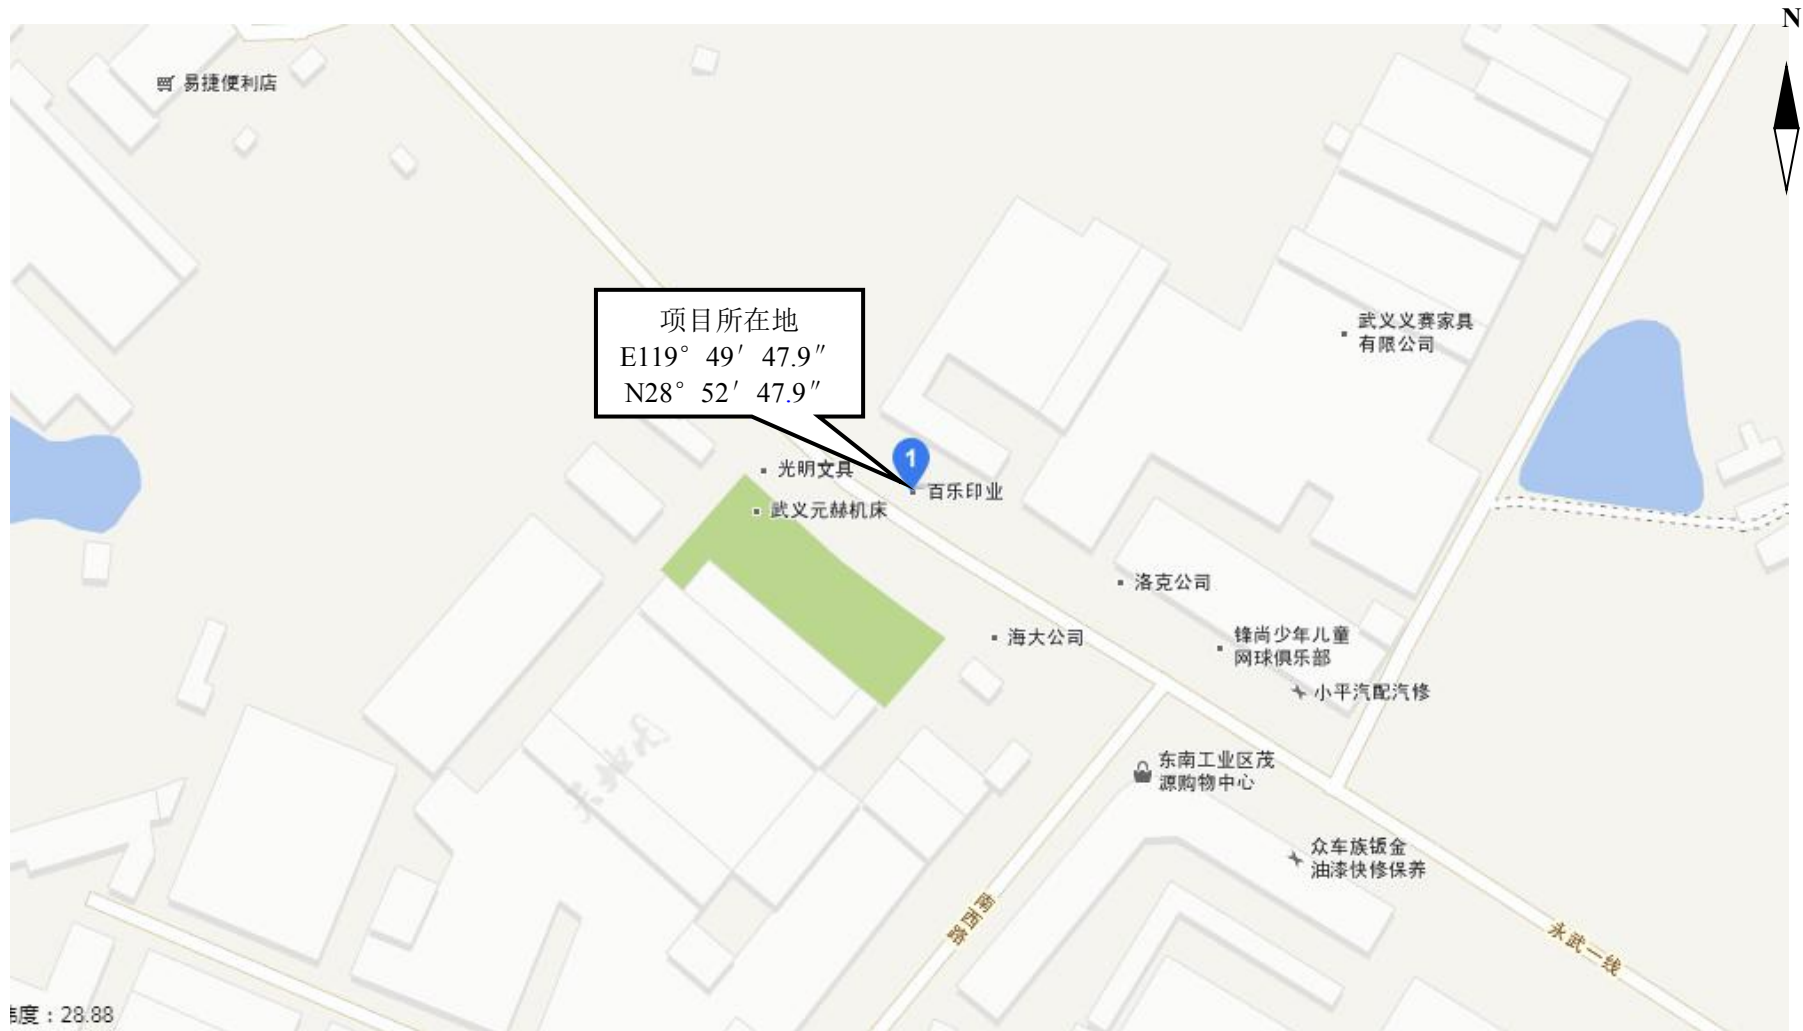 N
易捷便利店
项目所在地
E119° 49′ 47.9″
N28° 52′ 47.9″
武义义赛家具
有限公司
1
光明文具
百乐印业
武义元赫机床
洛克公司
海大公司
锋尚少年儿童
网球俱乐部
小平汽配汽修
东南工业区茂
源购物中心
众车族钣金
油漆快修保养
南西路
永武一线
纬度：28.88